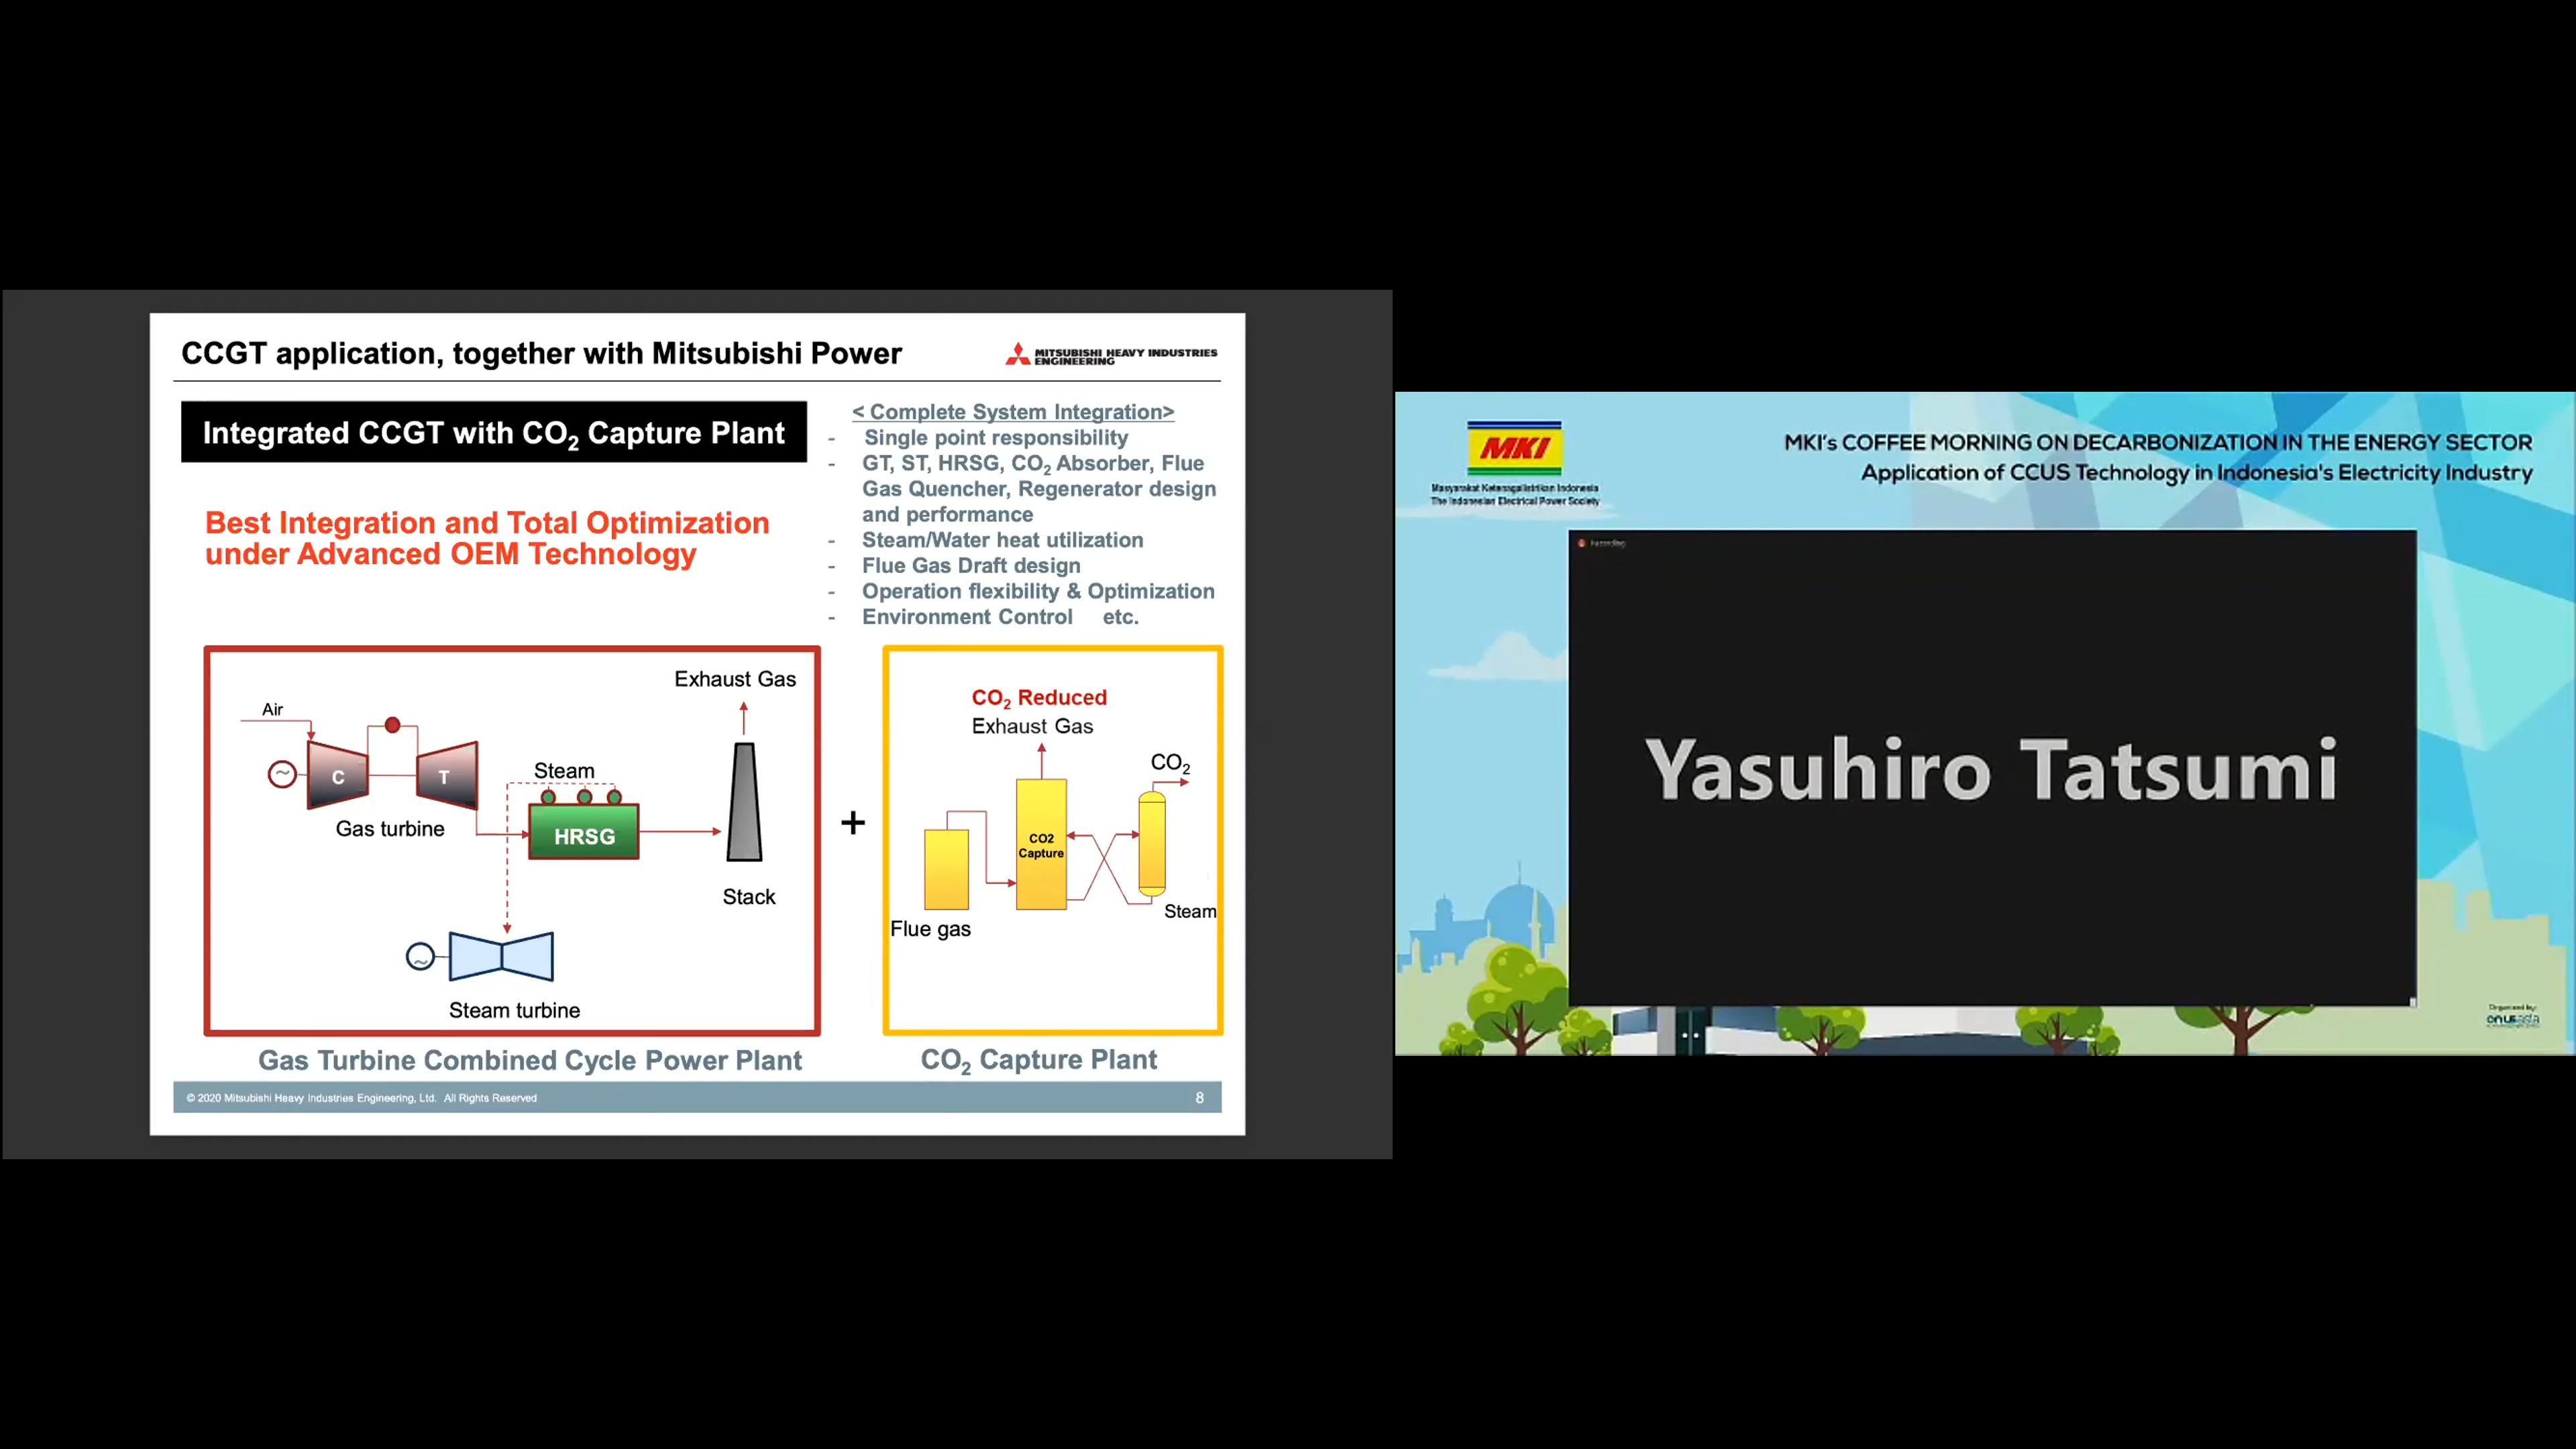 CCGT application, together with Mitsubishi Power
MITSUBISHI HEAVY INDUSTRIES
ENGINEERING
Integrated CCGT with CO2 Capture Plant
Best Integration and Total Optimization
under Advanced OEM Technology
< Complete System Integration>
- Single point responsibility
- GT, ST, HRSG, CO2 Absorber, Flue
Gas Quencher, Regenerator design
and performance
- Steam/Water heat utilization
- Flue Gas Draft design
- Operation flexibility & Optimization
- Environment Control etc.
Exhaust Gas
Air
C
T
Gas turbine
Steam
HRSG
Stack
Steam turbine
Gas Turbine Combined Cycle Power Plant
+
CO2 Reduced
Exhaust Gas
CO2
CO2
Capture
Flue gas
Steam
CO2 Capture Plant
© 2020 Mitsubishi Heavy Industries Engineering, Ltd. All Rights Reserved
8
MKI
Masyarakat Ketenagalistrikan Indonesia
The Indonesian Electrical Power Society
MKI's COFFEE MORNING ON DECARBONIZATION IN THE ENERGY SECTOR
Application of CCUS Technology in Indonesia's Electricity Industry
Recording
Yasuhiro Tatsumi
Organized by: